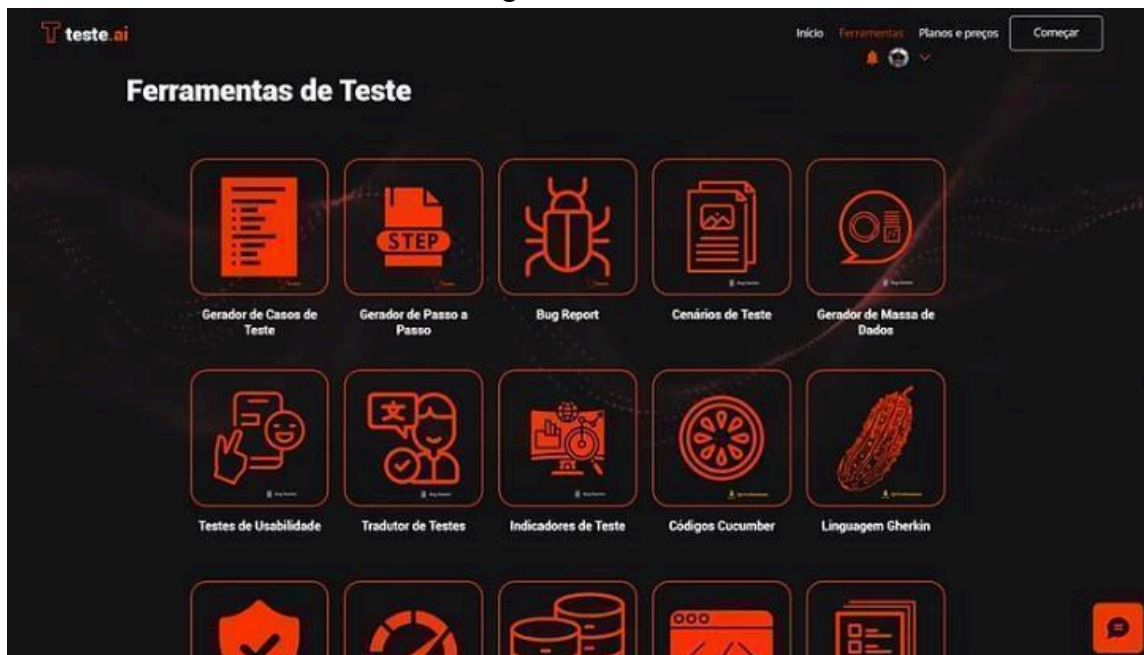 teste.ai
Início Ferramentas Planos e preços Começar
Ferramentas de Teste
STEP
Gerador de Casos de
Teste
Gerador de Passo a
Passo
Bug Report
Cenários de Teste
Gerador de Massa de
Dados
Testes de Usabilidade
Tradutor de Testes
Indicadores de Teste
Códigos Cucumber
Linguagem Gherkin